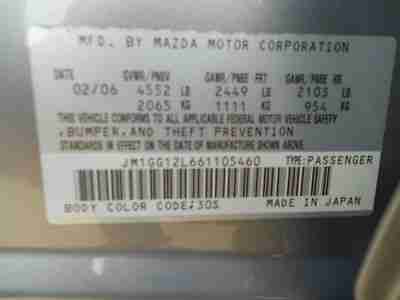 MFD. BY MAZDA MOTOR CORPORATION
DATE GVWR/PNBV GAWR/PNBE FRT GAWR/PNBE RR
02/06 4552 LB 2449 LB 2103 LB
2065 KG 1111 KG 954 KG
THIS VEHICLE CONFORMS TO ALL APPLICABLE FEDERAL MOTOR VEHICLE SAFETY,
BUMPER, AND THEFT PREVENTION
STANDARDS IN EFFECT ON THE DATE OF MANUFACTURE SHOWN ABOVE.
JM1GG12L661105460 TYPE:PASSENGER
BODY COLOR CODE:30S MADE IN JAPAN